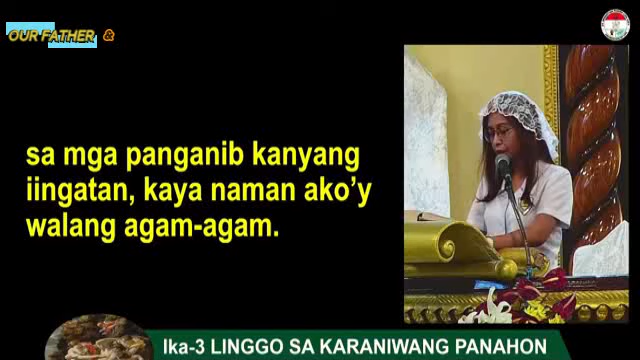 OUR FATHER &
sa mga panganib kanyang
iingatan, kaya naman ako’y
walang agam-agam.
Ika-3 LINGGO SA KARANIWANG PANAHON